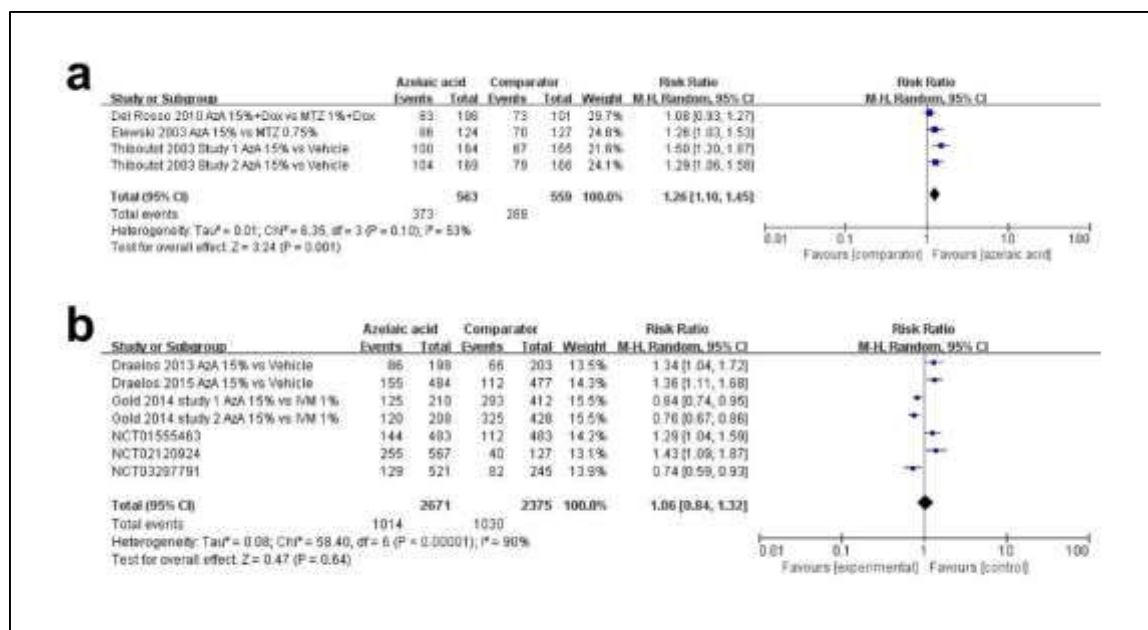 a
Azelaic acid Comparator Risk Ratio Risk Ratio
Study or Subgroup Events Total Events Total Weight M-H, Random, 95% CI M-H, Random, 95% CI
Del Rosso 2010 AzA 15%+Dox vs MTZ 1%+Dox 83 106 73 101 29.7% 1.08 [0.93, 1.27]
Elewski 2003 AzA 15% vs MTZ 0.75% 86 124 70 127 24.6% 1.26 [1.03, 1.53]
Thiboutot 2003 Study 1 AzA 15% vs Vehicle 100 164 67 165 21.6% 1.50 [1.20, 1.87]
Thiboutot 2003 Study 2 AzA 15% vs Vehicle 104 169 79 166 24.1% 1.29 [1.06, 1.58]
Total (95% CI) 563 559 100.0% 1.26 [1.10, 1.45]
Total events 373 289
Heterogeneity: Tau² = 0.01; Chi² = 6.35, df = 3 (P = 0.10); I² = 53%
Test for overall effect: Z = 3.24 (P = 0.001)
0.01 0.1 1 10 100
Favours [comparator] Favours [azelaic acid]
b
Azelaic acid Comparator Risk Ratio Risk Ratio
Study or Subgroup Events Total Events Total Weight M-H, Random, 95% CI M-H, Random, 95% CI
Draelos 2013 AzA 15% vs Vehicle 86 198 66 203 13.5% 1.34 [1.04, 1.72]
Draelos 2015 AzA 15% vs Vehicle 155 484 112 477 14.3% 1.36 [1.11, 1.68]
Gold 2014 study 1 AzA 15% vs IVM 1% 125 210 293 412 15.5% 0.84 [0.74, 0.95]
Gold 2014 study 2 AzA 15% vs IVM 1% 120 208 325 428 15.5% 0.76 [0.67, 0.86]
NCT01555463 144 483 112 483 14.2% 1.29 [1.04, 1.59]
NCT02120924 255 567 40 127 13.1% 1.43 [1.09, 1.87]
NCT03287791 129 521 82 245 13.9% 0.74 [0.59, 0.93]
Total (95% CI) 2671 2375 100.0% 1.06 [0.84, 1.32]
Total events 1014 1030
Heterogeneity: Tau² = 0.08; Chi² = 58.40, df = 6 (P < 0.00001); I² = 90%
Test for overall effect: Z = 0.47 (P = 0.64)
0.01 0.1 1 10 100
Favours [experimental] Favours [control]